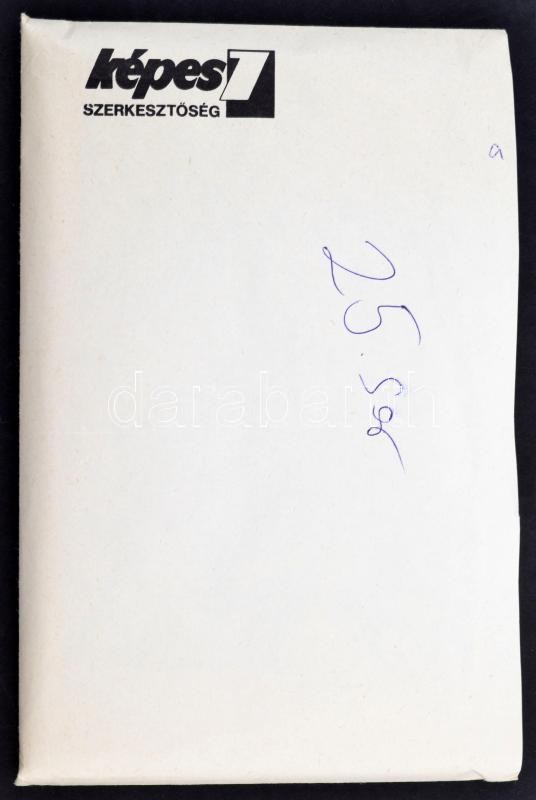 képes7
SZERKESZTŐSÉG
a
25.
darabanth